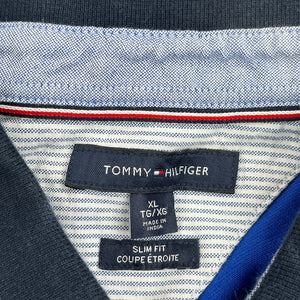 TOMMY HILFIGER
XL
TG/XG
MADE IN
INDIA
SLIM FIT
COUPE ÉTROITE